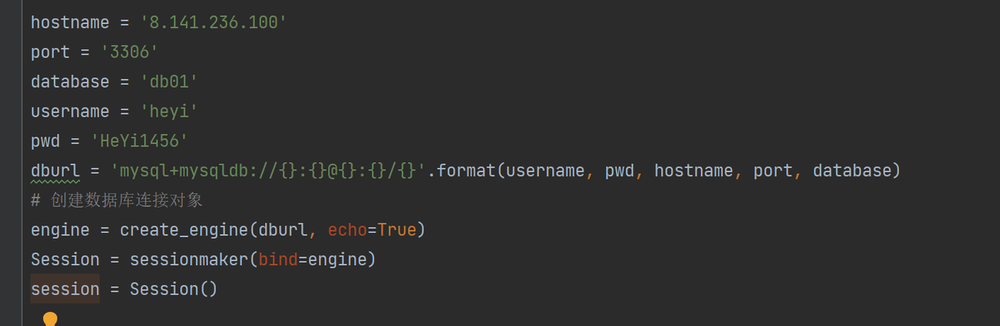 hostname = '8.141.236.100'
port = '3306'
database = 'db01'
username = 'heyi'
pwd = 'HeYi1456'
dburl = 'mysql+mysqldb://{}:{}@{}:{}/{}'.format(username, pwd, hostname, port, database)
# 创建数据库连接对象
engine = create_engine(dburl, echo=True)
Session = sessionmaker(bind=engine)
session = Session()